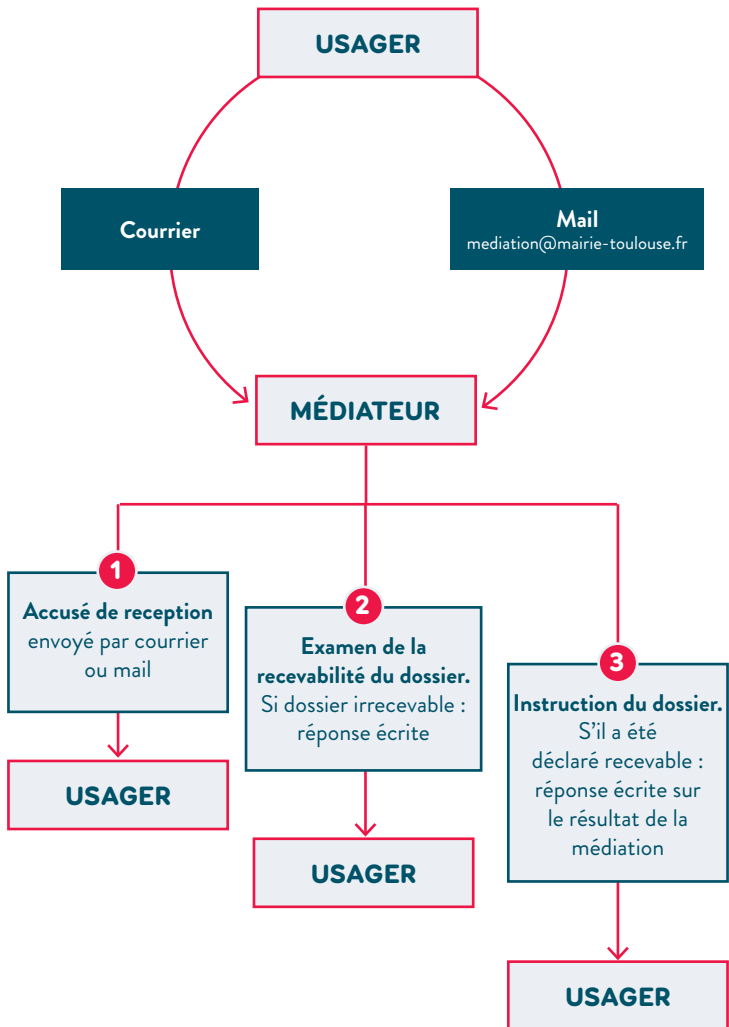 USAGER
Courrier
Mail
mediation@mairie-toulouse.fr
MÉDIATEUR
1
Accusé de reception
envoyé par courrier
ou mail
USAGER
2
Examen de la
recevabilité du dossier.
Si dossier irrecevable :
réponse écrite
USAGER
3
Instruction du dossier.
S’il a été
déclaré recevable :
réponse écrite sur
le résultat de la
médiation
USAGER